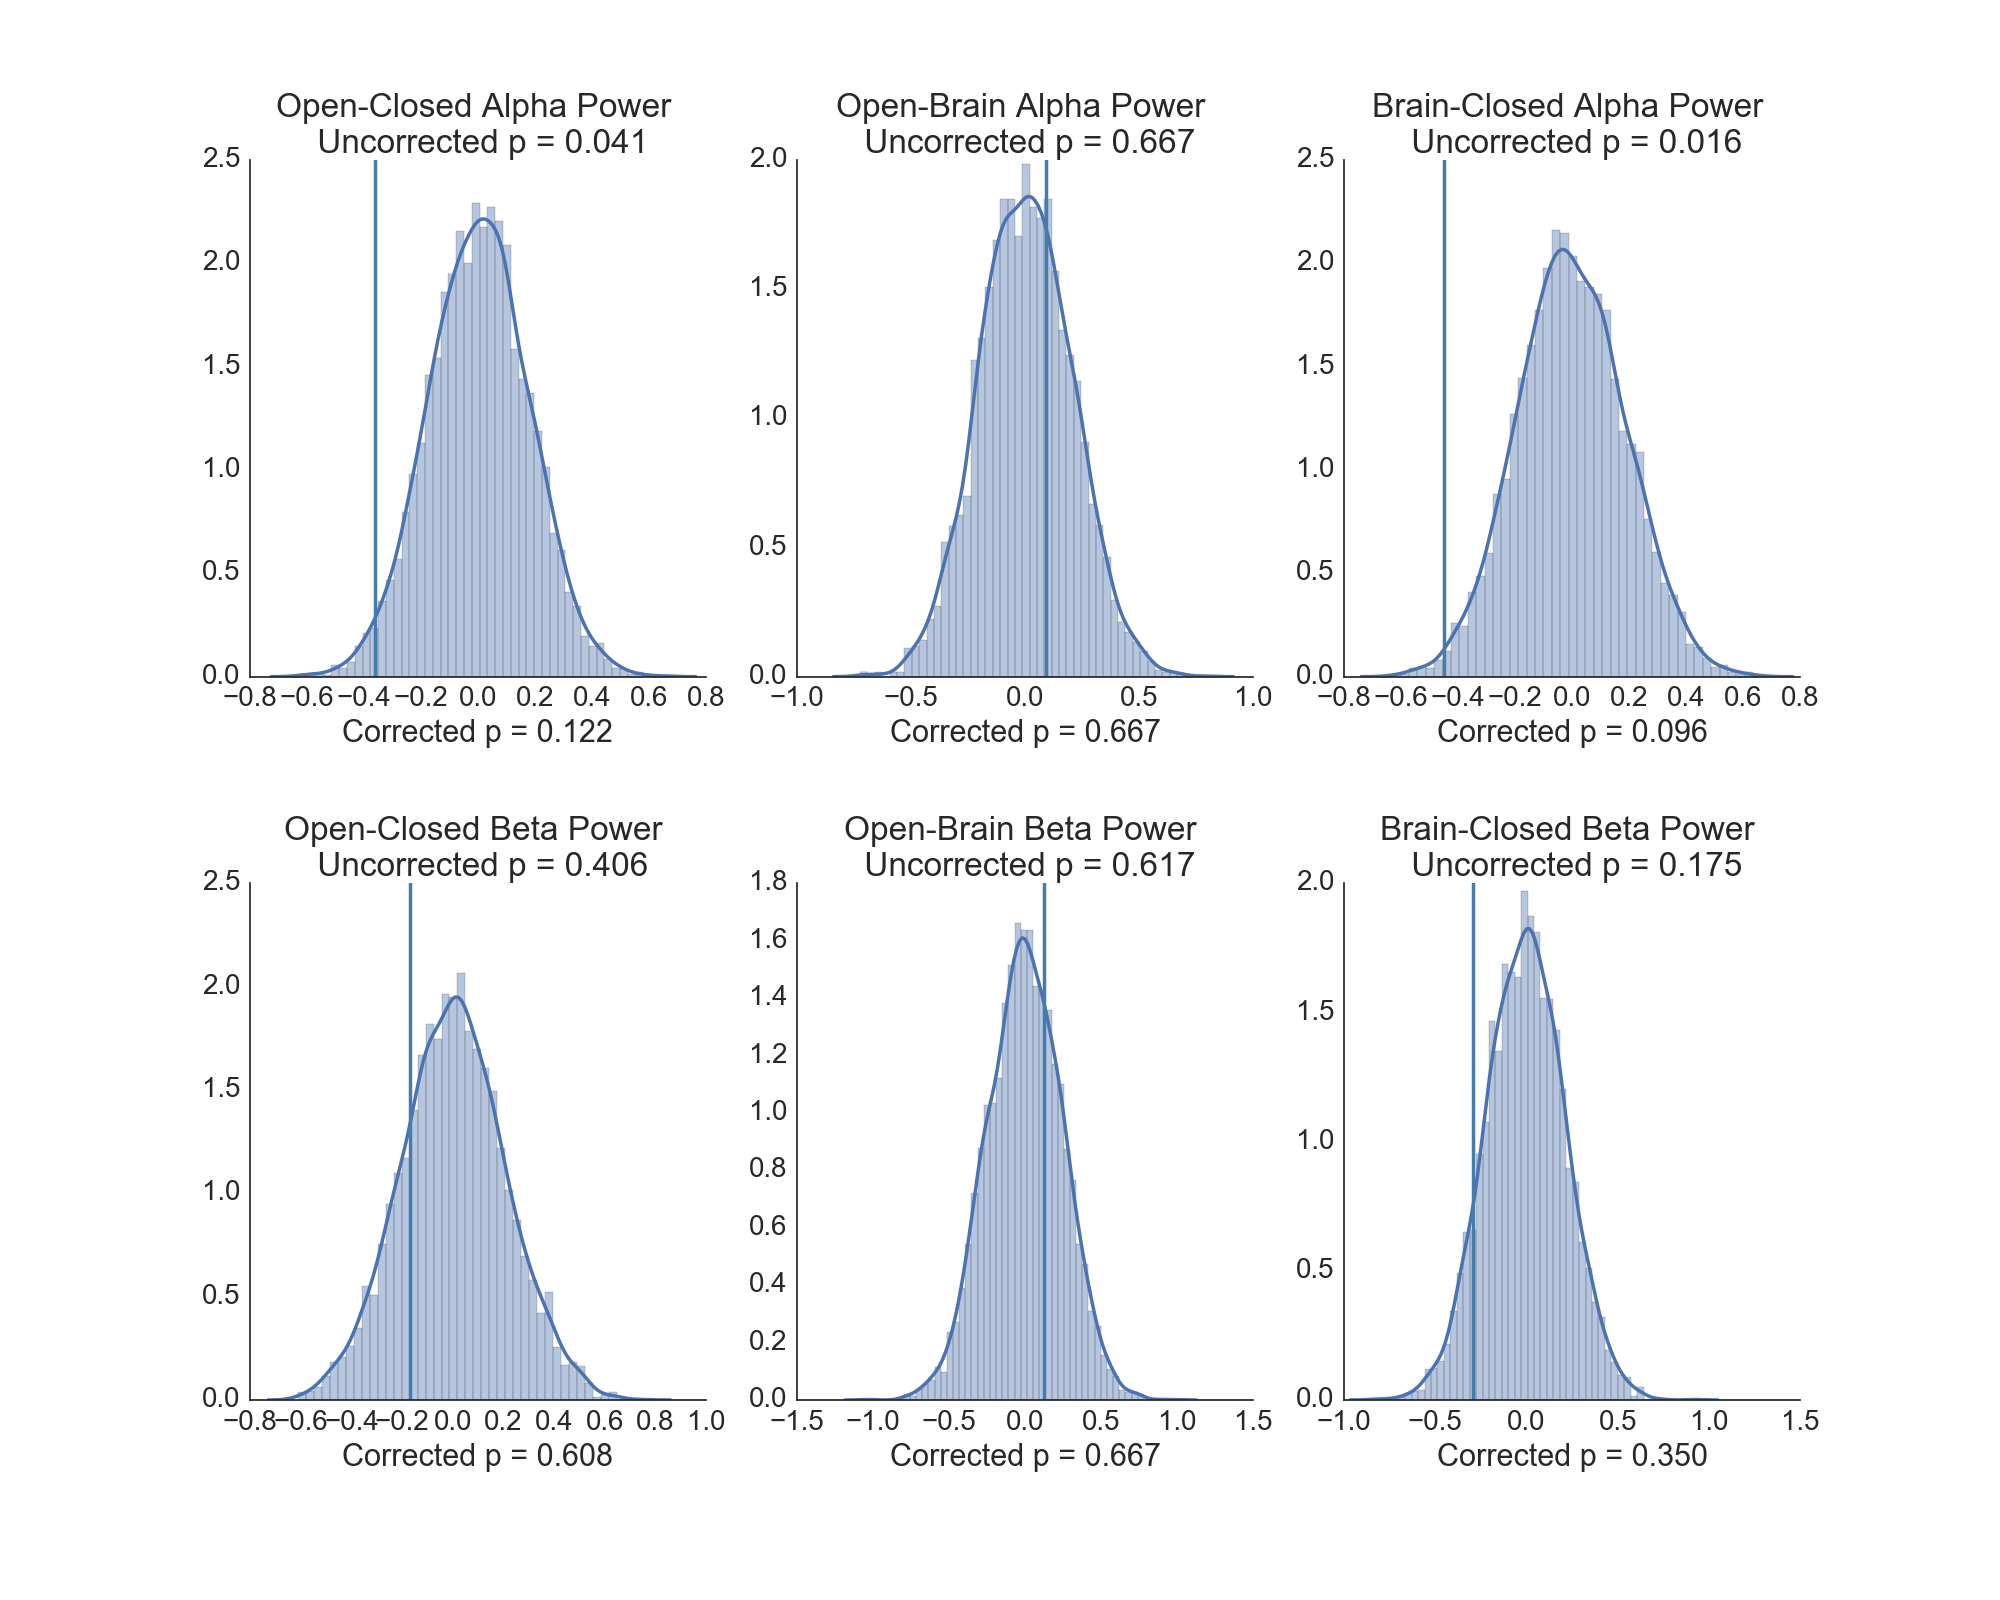 Open-Closed Alpha Power
Uncorrected p = 0.041
2.5
2.0
1.5
1.0
0.5
0.0
−0.8 −0.6 −0.4 −0.2 0.0 0.2 0.4 0.6 0.8
Corrected p = 0.122
Open-Brain Alpha Power
Uncorrected p = 0.667
2.0
1.5
1.0
0.5
0.0
−1.0 −0.5 0.0 0.5 1.0
Corrected p = 0.667
Brain-Closed Alpha Power
Uncorrected p = 0.016
2.5
2.0
1.5
1.0
0.5
0.0
−0.8 −0.6 −0.4 −0.2 0.0 0.2 0.4 0.6 0.8
Corrected p = 0.096
Open-Closed Beta Power
Uncorrected p = 0.406
2.5
2.0
1.5
1.0
0.5
0.0
−0.8 −0.6 −0.4 −0.2 0.0 0.2 0.4 0.6 0.8 1.0
Corrected p = 0.608
Open-Brain Beta Power
Uncorrected p = 0.617
1.8
1.6
1.4
1.2
1.0
0.8
0.6
0.4
0.2
0.0
−1.5 −1.0 −0.5 0.0 0.5 1.0 1.5
Corrected p = 0.667
Brain-Closed Beta Power
Uncorrected p = 0.175
2.0
1.5
1.0
0.5
0.0
−1.0 −0.5 0.0 0.5 1.0 1.5
Corrected p = 0.350